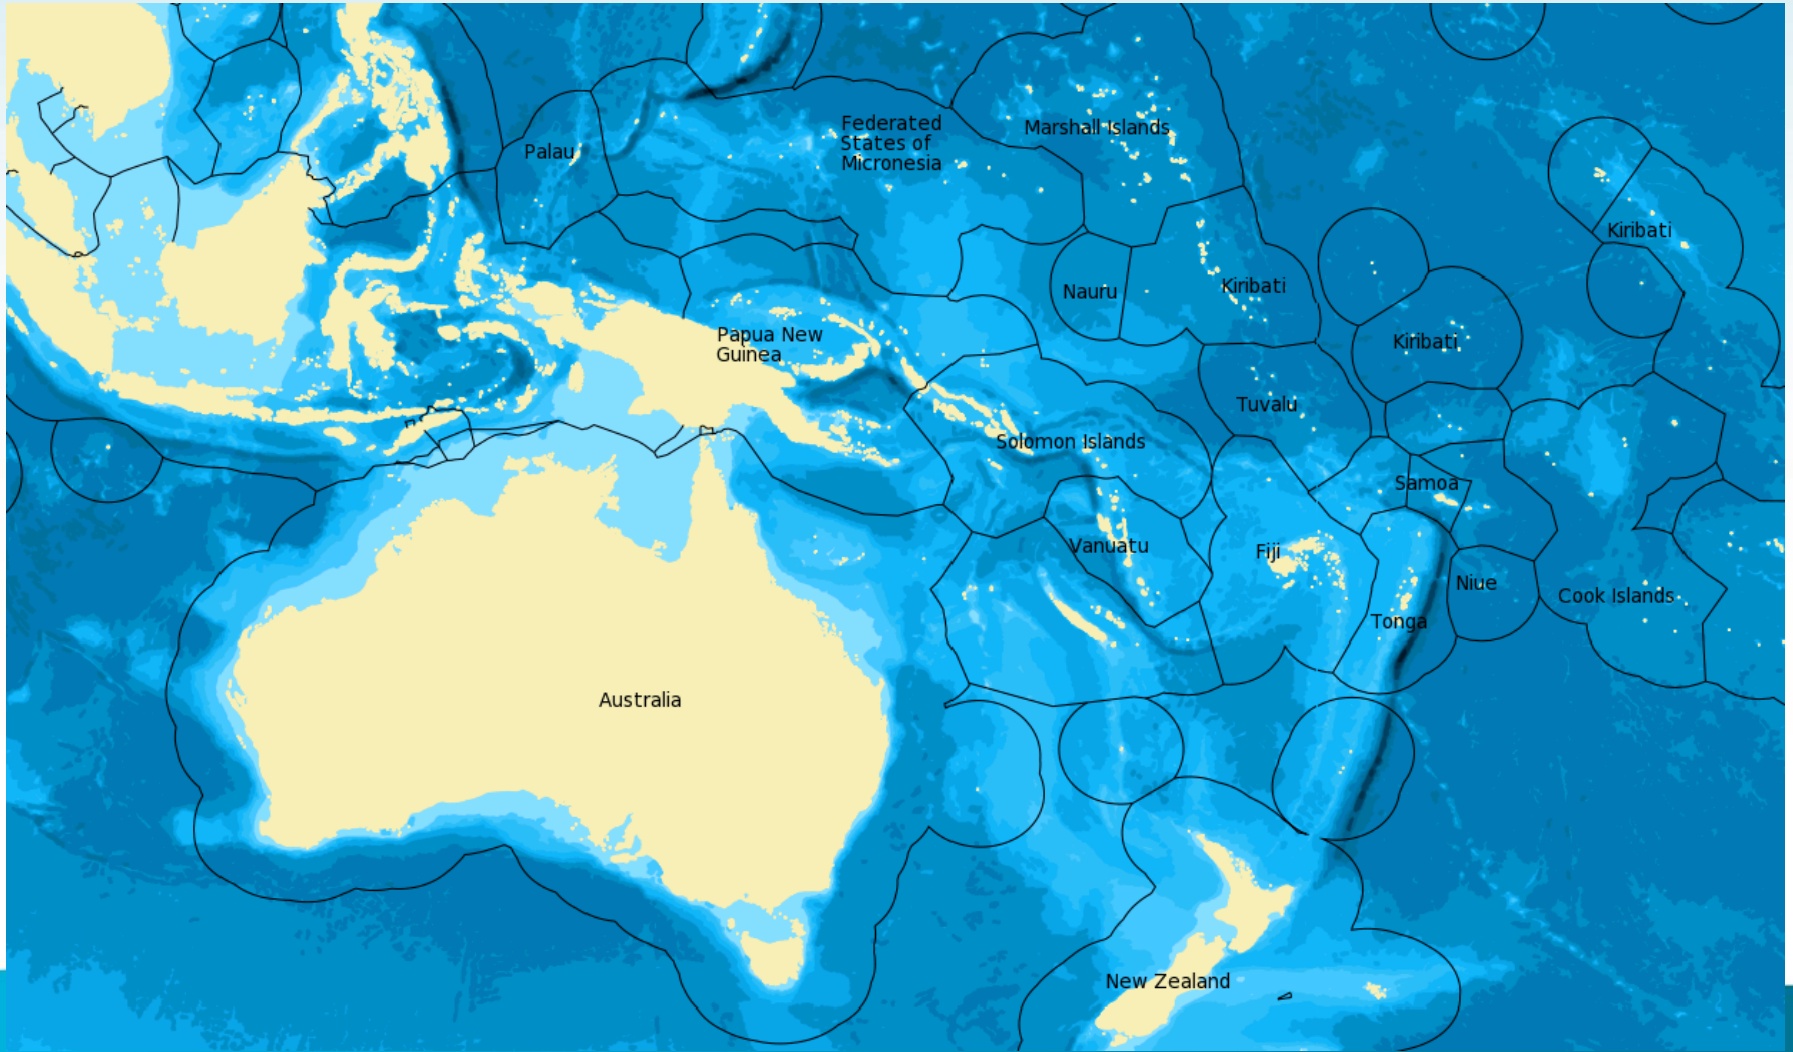 Federated
States of
Micronesia
Marshall Islands
Palau
Kiribati
Nauru
Kiribati
Papua New
Guinea
Kiribati
Tuvalu
Solomon Islands
Samoa
Vanuatu
Fiji
Niue
Cook Islands
Tonga
Australia
New Zealand